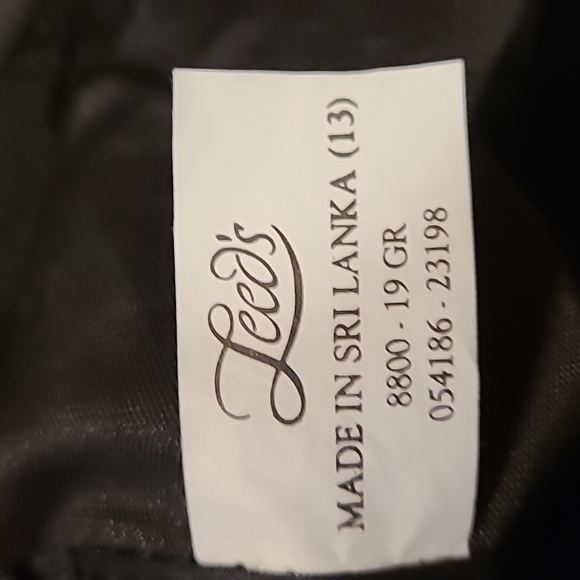 Leed's
MADE IN SRI LANKA (13)
8800 - 19 GR
054186 - 23198